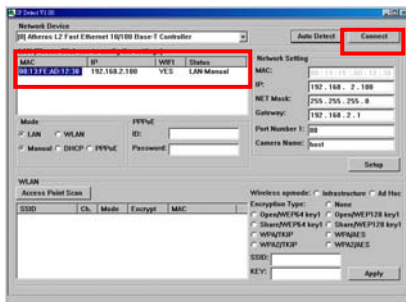 IP Detect V1.00
Network Device
[0] Atheros L2 Fast Ethernet 10/100 Base-T Controller
Auto Detect
Connect
MAC IP WIFI Status
00:13:FE:AD:12:30 192.168.2.100 YES LAN-Manual
Network Setting
MAC:
IP: 192.168. 2 .100
NET Mask: 255.255.255.0
Gateway: 192.168. 2 .1
Port Number 1: 80
Camera Name: host
Setup
Mode
LAN WLAN
Manual DHCP PPPoE
PPPoE
ID:
Password:
WLAN
Access Point Scan
SSID Ch. Mode Encrypt MAC
Wireless opmode: Infrastructure Ad Hoc
Encryption Type: None
Open/WEP64 key1 Open/WEP128 key1
Share/WEP64 key1 Share/WEP128 key1
WPA/TKIP WPA/AES
WPA2/TKIP WPA2/AES
SSID:
KEY:
Apply